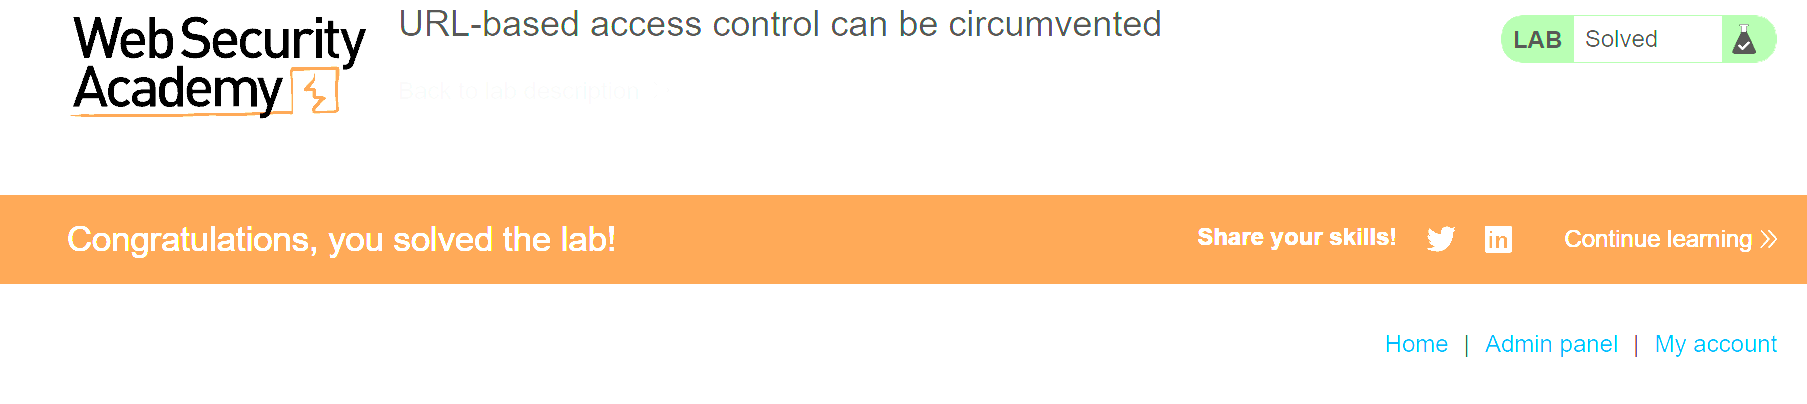 Web Security
Academy
URL-based access control can be circumvented
Back to lab description
LAB Solved
Congratulations, you solved the lab!
Share your skills!
Continue learning
Home | Admin panel | My account